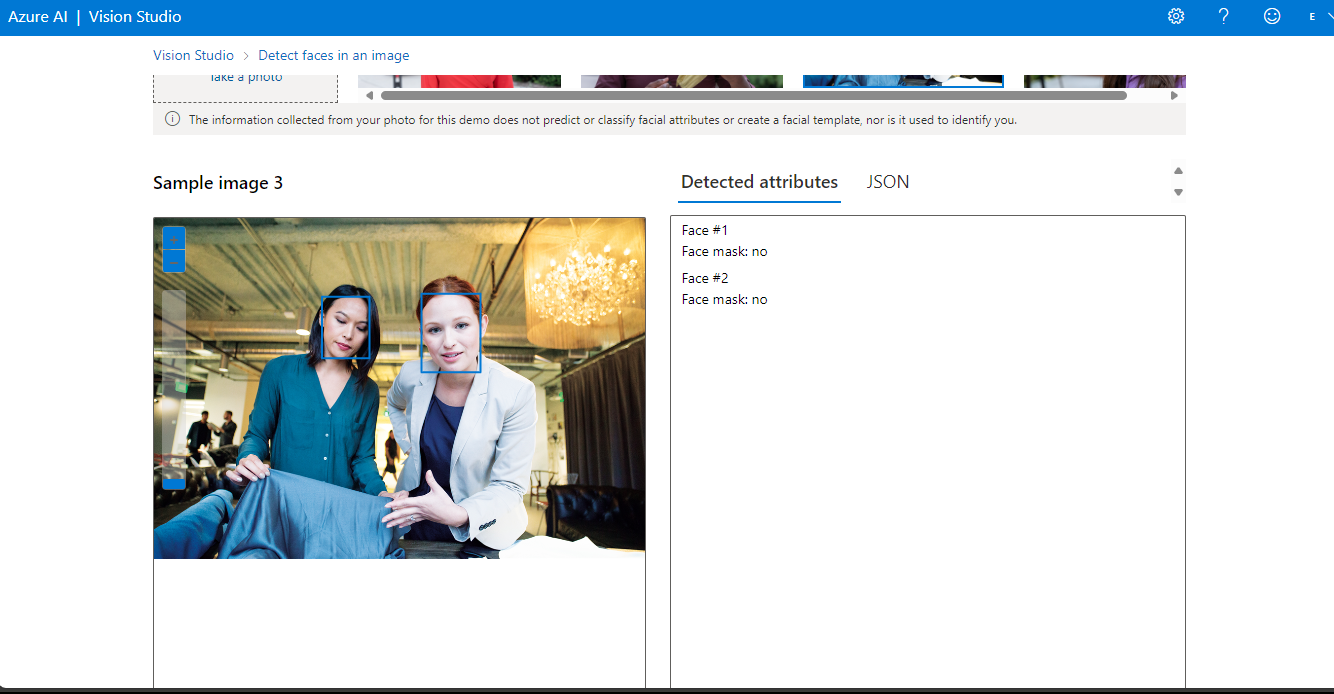 Azure AI | Vision Studio
E
Vision Studio > Detect faces in an image
Take a photo
The information collected from your photo for this demo does not predict or classify facial attributes or create a facial template, nor is it used to identify you.
Sample image 3
Detected attributes
JSON
+
−
Face #1
Face mask: no
Face #2
Face mask: no